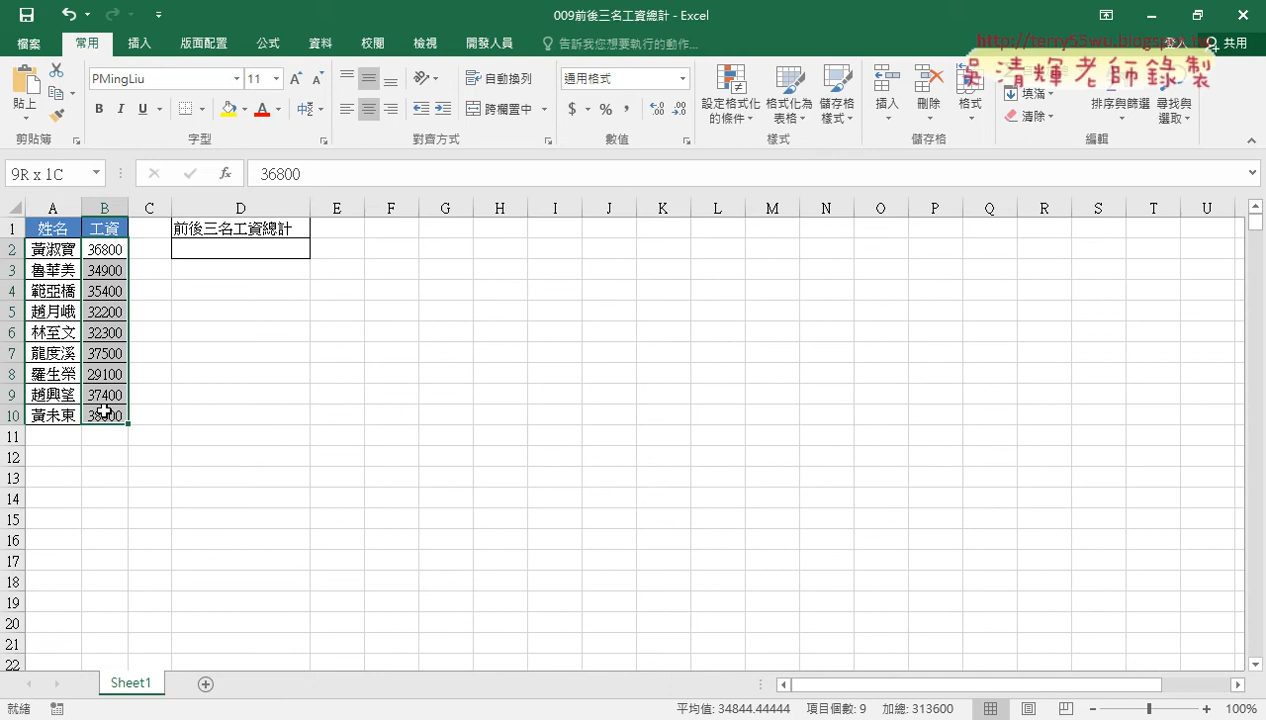 009前後三名工資總計 - Excel
檔案 常用 插入 版面配置 公式 資料 校閱 檢視 開發人員 告訴我您想要執行的動作... 登入 共用
http://terry55wu.blogspot.tw
吳清輝老師錄製
PMingLiu 11 自動換列 通用格式
貼上 B I U A 中 跨欄置中 $ % , 設定格式化的條件 格式化為表格 儲存格樣式 插入 刪除 格式 填滿 清除 排序與篩選 尋找與選取
剪貼簿 字型 對齊方式 數值 樣式 儲存格 編輯
9R x 1C fx 36800
A B C D E F G H I J K L M N O P Q R S T U
1 姓名 工資 前後三名工資總計
2 黃淑寶 36800
3 魯華美 34900
4 範亞橋 35400
5 趙月峨 32200
6 林至文 32300
7 龍度溪 37500
8 羅生榮 29100
9 趙興望 37400
10 黃未東
11
12
13
14
15
16
17
18
19
20
21
22
Sheet1
就緒 平均值: 34844.44444 項目個數: 9 加總: 313600 100%